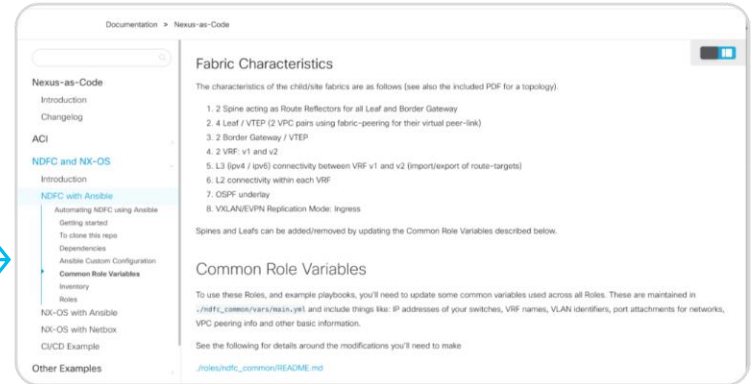 Documentation > Nexus-as-Code
Nexus-as-Code
Introduction
Changelog
ACI
NDFC and NX-OS
Introduction
NDFC with Ansible
Automating NDFC using Ansible
Getting started
To clone this repo
Dependencies
Ansible Custom Configuration
Common Role Variables
Inventory
Roles
NX-OS with Ansible
NX-OS with Netbox
CI/CD Example
Other Examples
Fabric Characteristics
The characteristics of the child/site fabrics are as follows (see also the included PDF for a topology).
1. 2 Spine acting as Route Reflectors for all Leaf and Border Gateway
2. 4 Leaf / VTEP (2 VPC pairs using fabric-peering for their virtual peer-link)
3. 2 Border Gateway / VTEP
4. 2 VRF: v1 and v2
5. L3 (ipv4 / ipv6) connectivity between VRF v1 and v2 (import/export of route-targets)
6. L2 connectivity within each VRF
7. OSPF underlay
8. VXLAN/EVPN Replication Mode: Ingress
Spines and Leafs can be added/removed by updating the Common Role Variables described below.
Common Role Variables
To use these Roles, and example playbooks, you'll need to update some common variables used across all Roles. These are maintained in
./ndfc_common/vars/main.yml and include things like: IP addresses of your switches, VRF names, VLAN identifiers, port attachments for networks,
VPC peering info and other basic information.
See the following for details around the modifications you'll need to make
./roles/ndfc_common/README.md